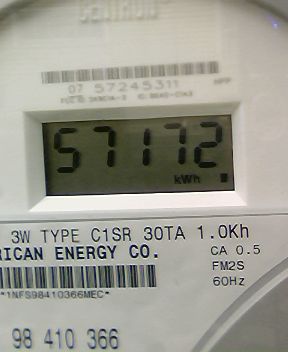 CENTRON
07 57245311
57172
kWh
3W TYPE C1SR 30TA 1.0Kh
RICAN ENERGY CO.
CA 0.5
FM2S
60Hz
*1NFS98410366MEC*
98 410 366